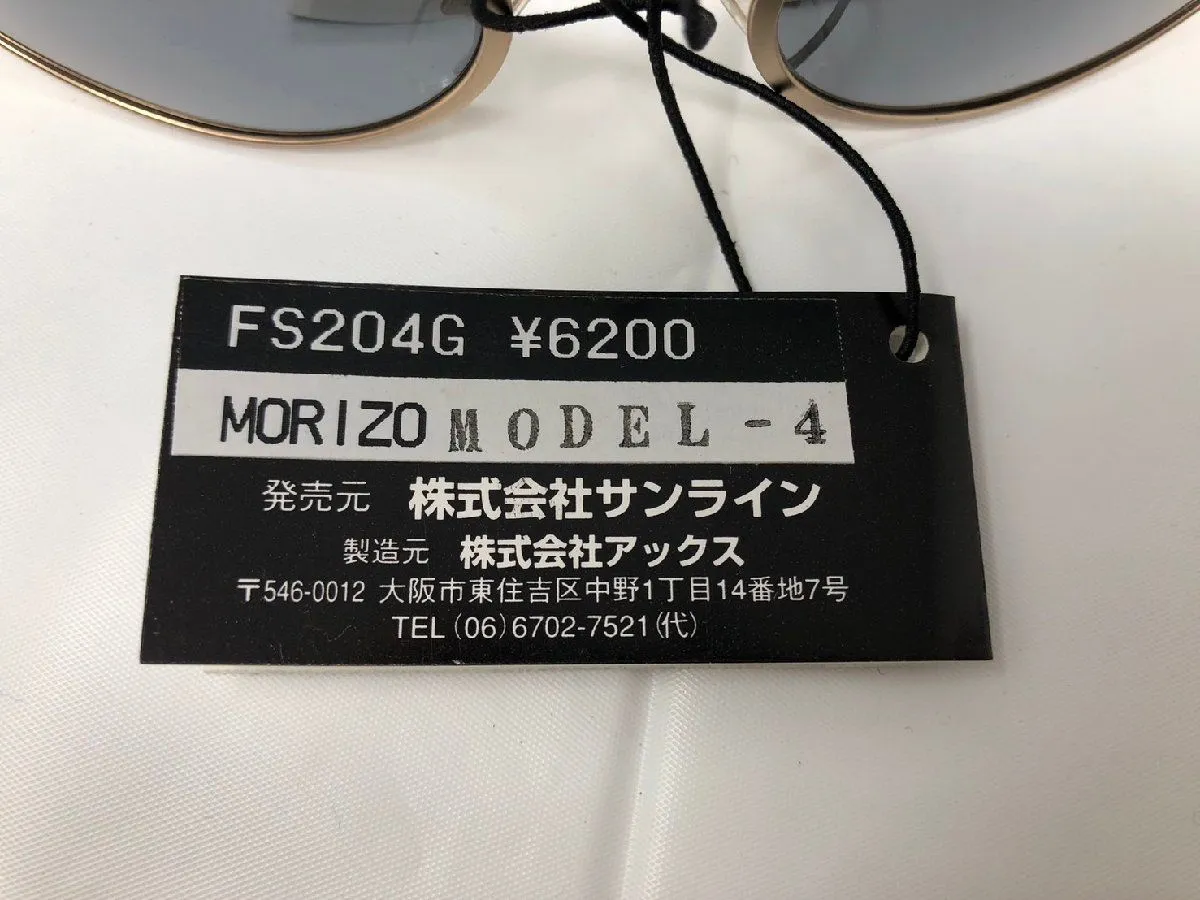 FS204G ¥6200
MORIZO MODEL-4
発売元 株式会社サンライン
製造元 株式会社アックス
〒546-0012 大阪市東住吉区中野1丁目14番地7号
TEL(06)6702-7521(代)